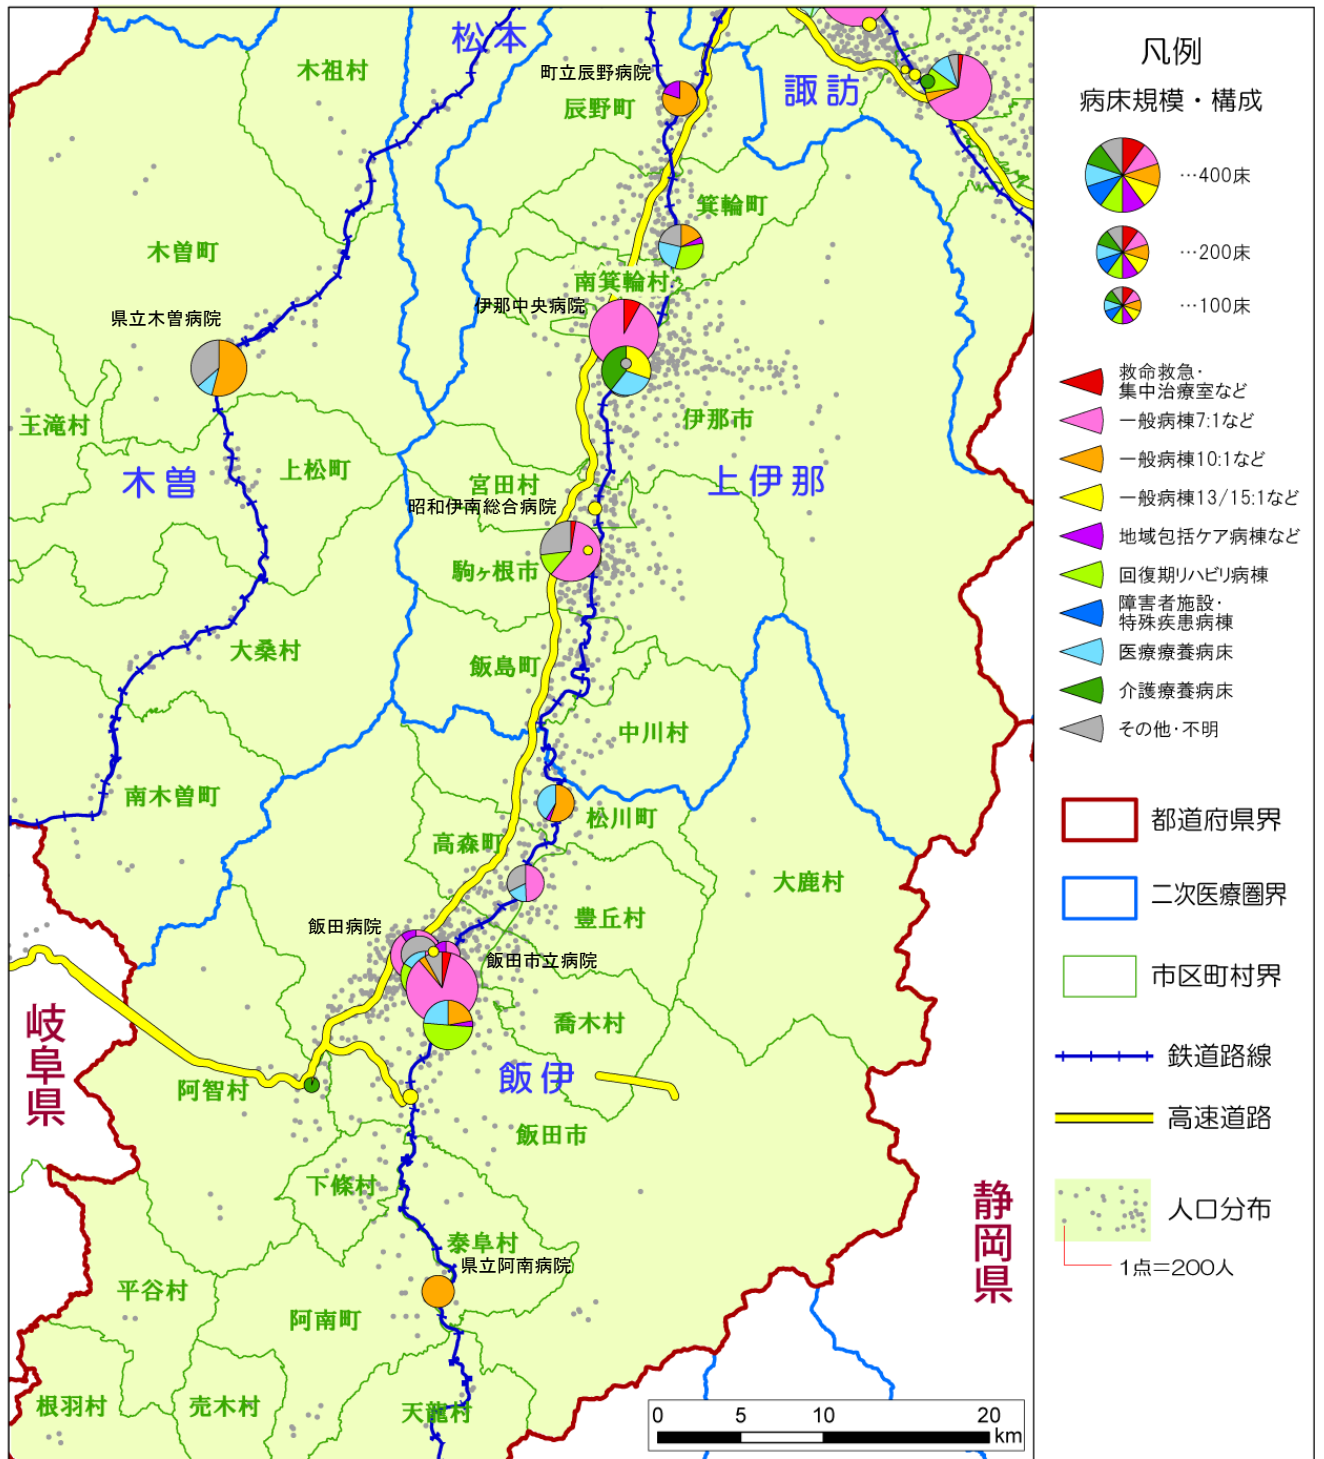 松本
木祖村
町立辰野病院
辰野町
諏訪
箕輪町
木曽町
南箕輪村
伊那中央病院
県立木曽病院
伊那市
王滝村
上松町
木曽
宮田村
上伊那
昭和伊南総合病院
駒ヶ根市
大桑村
飯島町
中川村
南木曽町
松川町
高森町
大鹿村
豊丘村
飯田病院
飯田市立病院
喬木村
岐阜県
飯伊
阿智村
飯田市
下條村
静岡県
泰阜村
県立阿南病院
平谷村
阿南町
根羽村
売木村
天龍村
0 5 10 20
km
凡例
病床規模・構成
…400床
…200床
…100床
救命救急・
集中治療室など
一般病棟7:1など
一般病棟10:1など
一般病棟13/15:1など
地域包括ケア病棟など
回復期リハビリ病棟
障害者施設・
特殊疾患病棟
医療療養病床
介護療養病床
その他・不明
都道府県界
二次医療圏界
市区町村界
鉄道路線
高速道路
人口分布
1点=200人